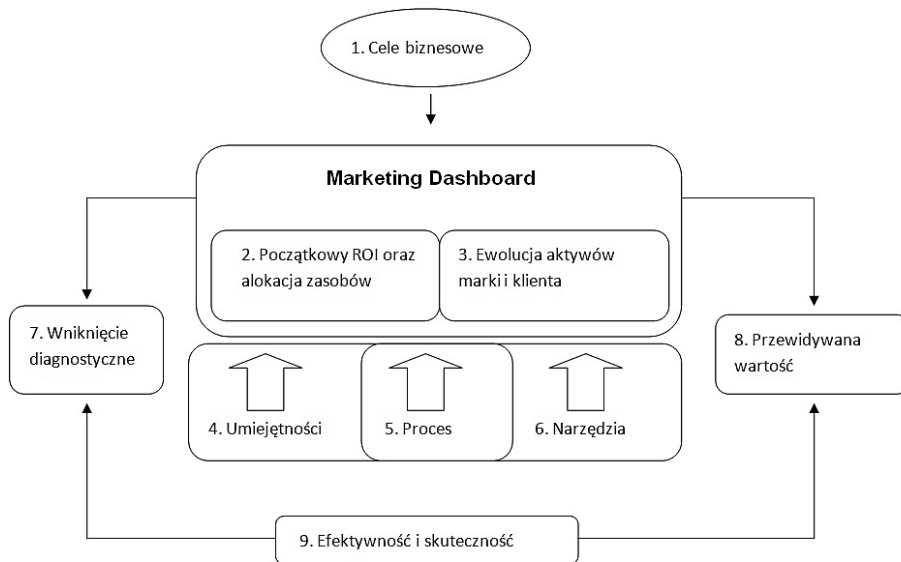 1. Cele biznesowe
Marketing Dashboard
2. Początkowy ROI oraz
alokacja zasobów
3. Ewolucja aktywów
marki i klienta
7. Wniknięcie
diagnostyczne
8. Przewidywana
wartość
4. Umiejętności
5. Proces
6. Narzędzia
9. Efektywność i skuteczność